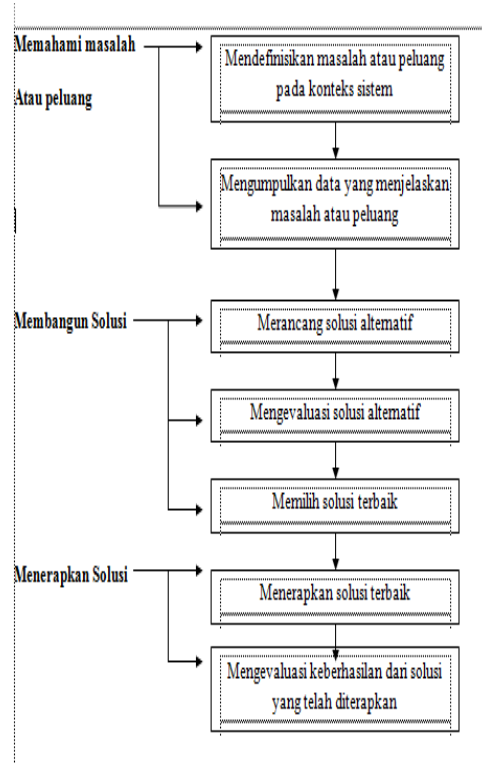 Memahami masalah
Atau peluang
Mendefinisikan masalah atau peluang
pada konteks sistem
Mengumpulkan data yang menjelaskan
masalah atau peluang
Membangun Solusi
Merancang solusi alternatif
Mengevaluasi solusi alternatif
Memilih solusi terbaik
Menerapkan Solusi
Menerapkan solusi terbaik
Mengevaluasi keberhasilan dari solusi
yang telah diterapkan